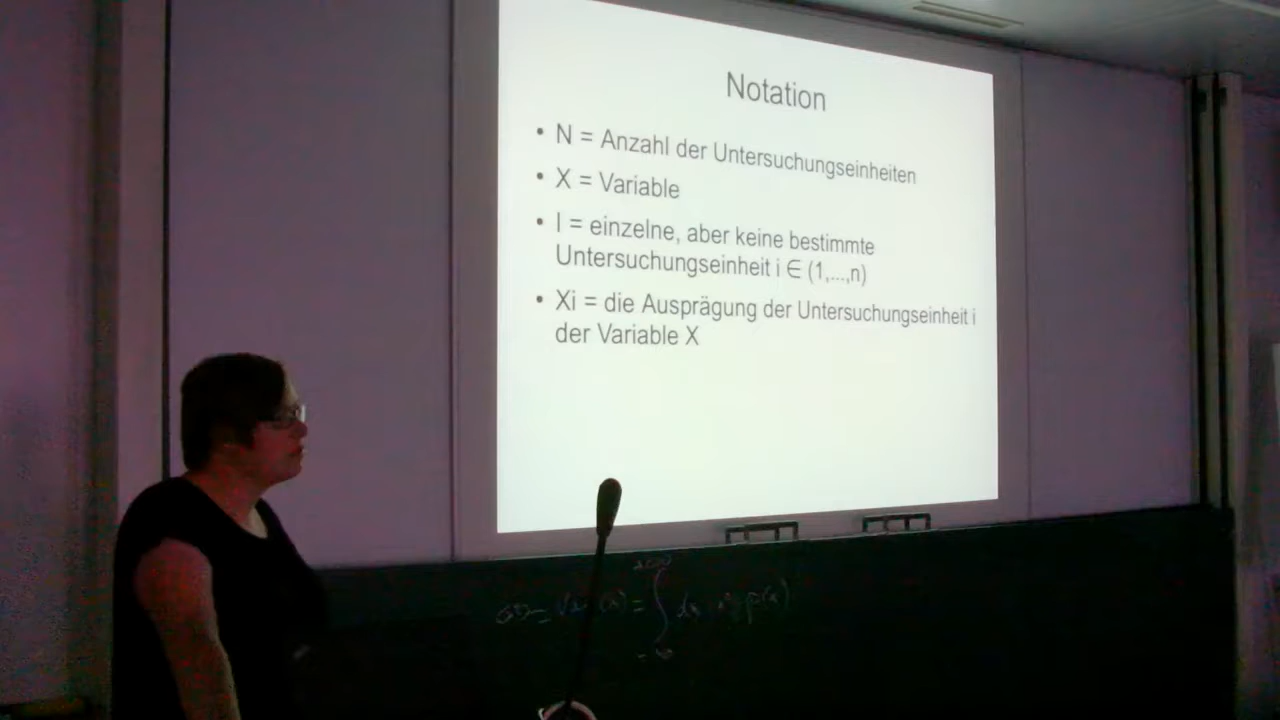 Notation
• N = Anzahl der Untersuchungseinheiten
• X = Variable
• I = einzelne, aber keine bestimmte
Untersuchungseinheit i ∈ (1,...,n)
• Xi = die Ausprägung der Untersuchungseinheit i
der Variable X